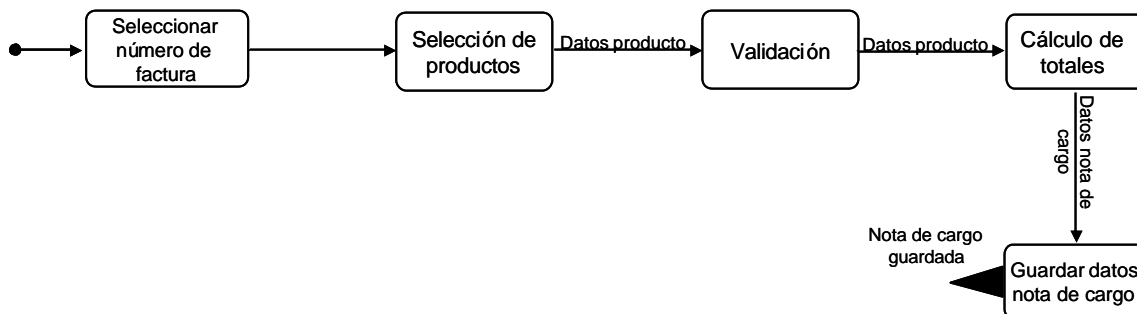 Seleccionar
número de
factura
Selección de
productos
Datos producto
Validación
Datos producto
Cálculo de
totales
Datos nota de
cargo
Nota de cargo
guardada
Guardar datos
nota de cargo